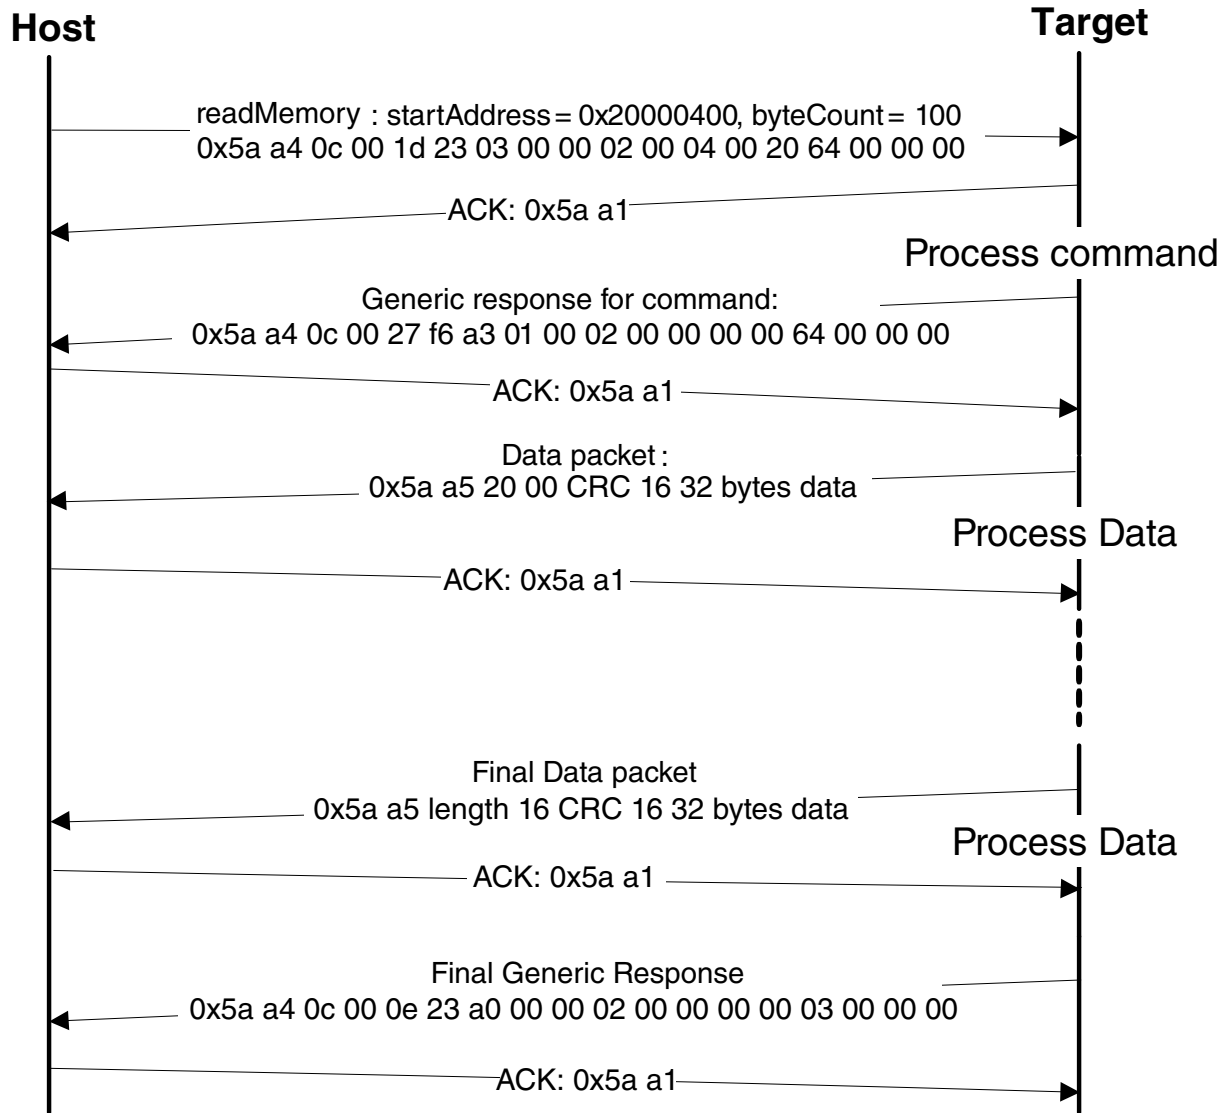 Host
Target
readMemory : startAddress = 0x20000400, byteCount = 100
0x5a a4 0c 00 1d 23 03 00 00 02 00 04 00 20 64 00 00 00
ACK: 0x5a a1
Process command
Generic response for command:
0x5a a4 0c 00 27 f6 a3 01 00 02 00 00 00 00 64 00 00 00
ACK: 0x5a a1
Data packet :
0x5a a5 20 00 CRC 16 32 bytes data
Process Data
ACK: 0x5a a1
Final Data packet
0x5a a5 length 16 CRC 16 32 bytes data
Process Data
ACK: 0x5a a1
Final Generic Response
0x5a a4 0c 00 0e 23 a0 00 00 02 00 00 00 00 03 00 00 00
ACK: 0x5a a1